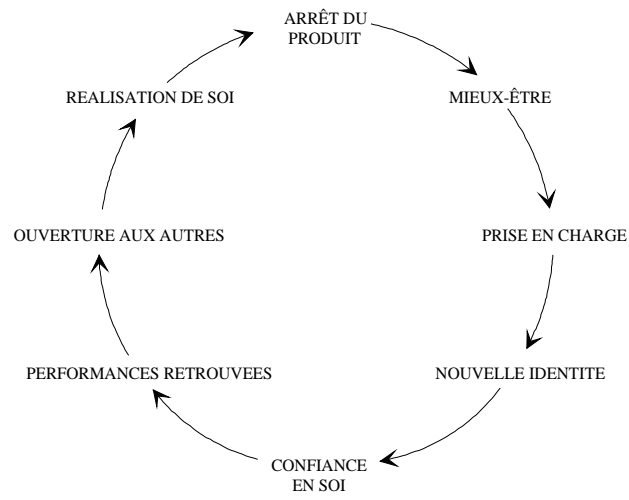 ARRÊT DU
PRODUIT
MIEUX-ÊTRE
PRISE EN CHARGE
NOUVELLE IDENTITE
CONFIANCE
EN SOI
PERFORMANCES RETROUVEES
OUVERTURE AUX AUTRES
REALISATION DE SOI